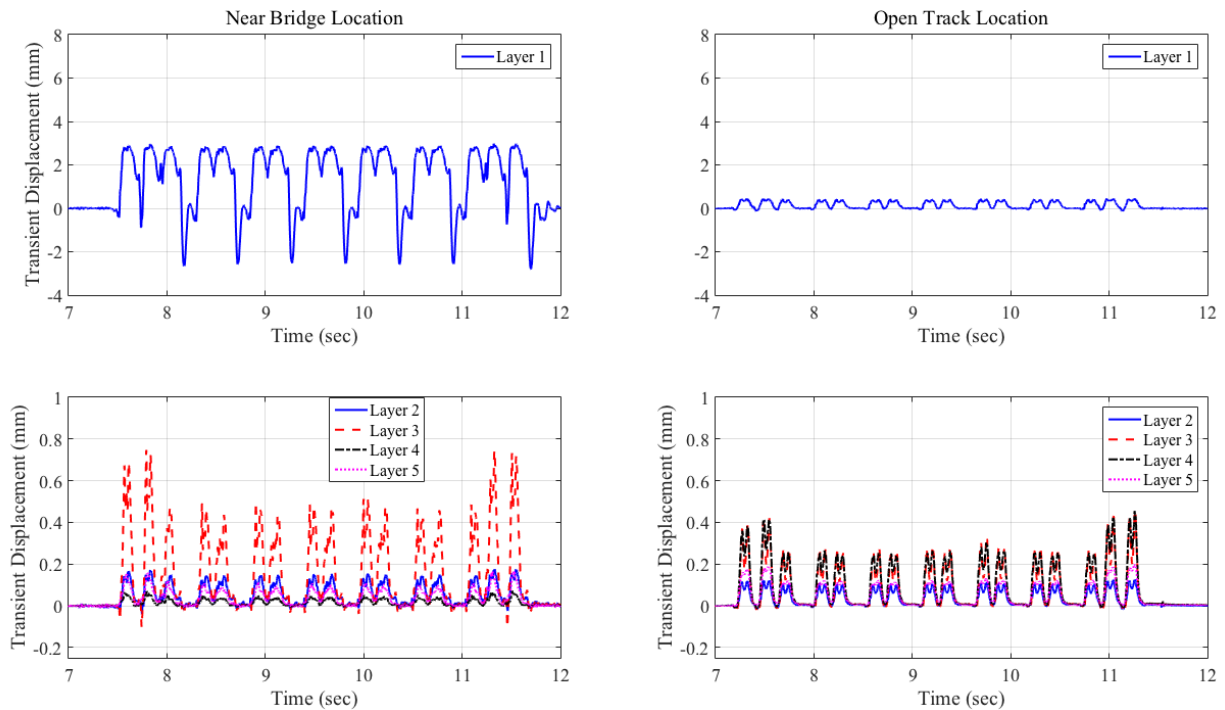 Near Bridge Location
Transient Displacement (mm)
8
6
4
2
0
-2
-4
7 8 9 10 11 12
Time (sec)
Layer 1
Open Track Location
Transient Displacement (mm)
8
6
4
2
0
-2
-4
7 8 9 10 11 12
Time (sec)
Layer 1
Transient Displacement (mm)
1
0.8
0.6
0.4
0.2
0
-0.2
7 8 9 10 11 12
Time (sec)
Layer 2
Layer 3
Layer 4
Layer 5
Transient Displacement (mm)
1
0.8
0.6
0.4
0.2
0
-0.2
7 8 9 10 11 12
Time (sec)
Layer 2
Layer 3
Layer 4
Layer 5